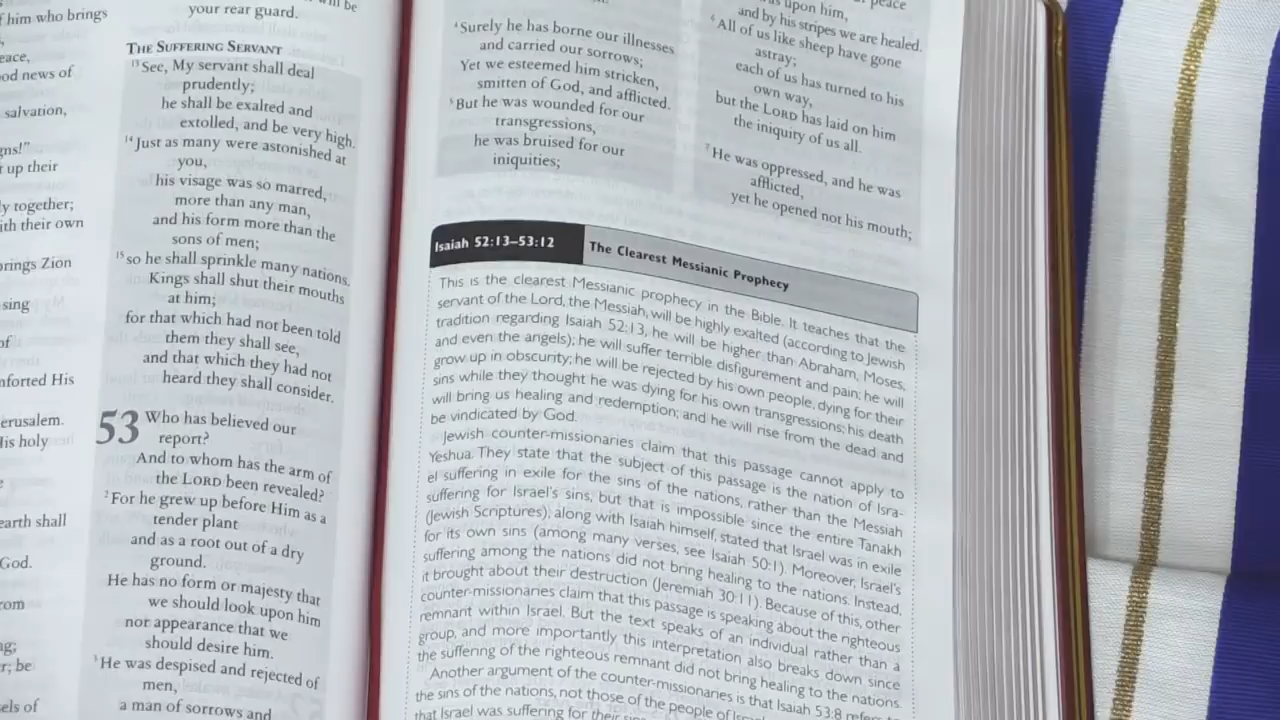 will be
your rear guard.
f him who brings
eace,
od news of
salvation,
gns!"
up their
ly together;
ith their own
orings Zion
sing
of
nforted His
erusalem.
His holy
earth shall
God.
rom
ng;
r; be
sels of
THE SUFFERING SERVANT
13See, My servant shall deal
prudently;
he shall be exalted and
extolled, and be very high.
14Just as many were astonished at
you,
his visage was so marred,
more than any man,
and his form more than the
sons of men;
15so he shall sprinkle many nations.
Kings shall shut their mouths
at him;
for that which had not been told
them they shall see,
and that which they had not
heard they shall consider.
53 Who has believed our
report?
And to whom has the arm of
the LORD been revealed?
2For he grew up before Him as a
tender plant
and as a root out of a dry
ground.
He has no form or majesty that
we should look upon him
nor appearance that we
should desire him.
3He was despised and rejected of
men,
a man of sorrows and
4Surely he has borne our illnesses
and carried our sorrows;
Yet we esteemed him stricken,
smitten of God, and afflicted.
5But he was wounded for our
transgressions,
he was bruised for our
iniquities;
peace
upon him,
and by his stripes we are healed.
6All of us like sheep have gone
astray;
each of us has turned to his
own way,
but the LORD has laid on him
the iniquity of us all.
7He was oppressed, and he was
afflicted,
yet he opened not his mouth;
Isaiah 52:13–53:12 The Clearest Messianic Prophecy
This is the clearest Messianic prophecy in the Bible. It teaches that the
servant of the Lord, the Messiah, will be highly exalted (according to Jewish
tradition regarding Isaiah 52:13, he will be higher than Abraham, Moses,
and even the angels); he will suffer terrible disfigurement and pain; he will
grow up in obscurity; he will be rejected by his own people, dying for their
sins while they thought he was dying for his own transgressions; his death
will bring us healing and redemption; and he will rise from the dead and
be vindicated by God.
Jewish counter-missionaries claim that this passage cannot apply to
Yeshua. They state that the subject of this passage is the nation of Isra-
el suffering in exile for the sins of the nations, rather than the Messiah
suffering for Israel's sins, but that is impossible since the entire Tanakh
(Jewish Scriptures), along with Isaiah himself, stated that Israel was in exile
for its own sins (among many verses, see Isaiah 50:1). Moreover, Israel's
suffering among the nations did not bring healing to the nations. Instead,
it brought about their destruction (Jeremiah 30:11). Because of this, other
counter-missionaries claim that this passage is speaking about the righteous
remnant within Israel. But the text speaks of an individual rather than a
group, and more importantly this interpretation also breaks down since
the suffering of the righteous remnant did not bring healing to the nations.
Another argument of the counter-missionaries is that Isaiah 53:8 refers to
the sins of the nations, not those of the people of Israel
that Israel was suffering for their sins